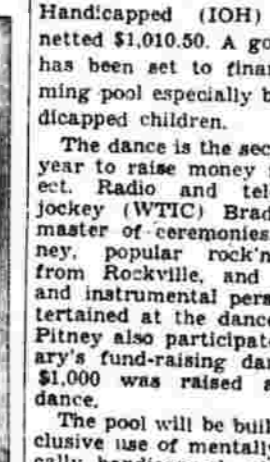 Handicapped (IOH)
netted $1,010.50. A go
has been set to finan
ming pool especially b
dicapped children.
The dance is the sec
year to raise money
ect. Radio and tel
jockey (WTIC) Brad
master of ceremonies
ney, popular rock'n
from Rockville, and
and instrumental pers
tertained at the dance
Pitney also participate
ary's fund-raising dan
$1,000 was raised a
dance.
The pool will be buil
clusive use of mentall
cally handicapped